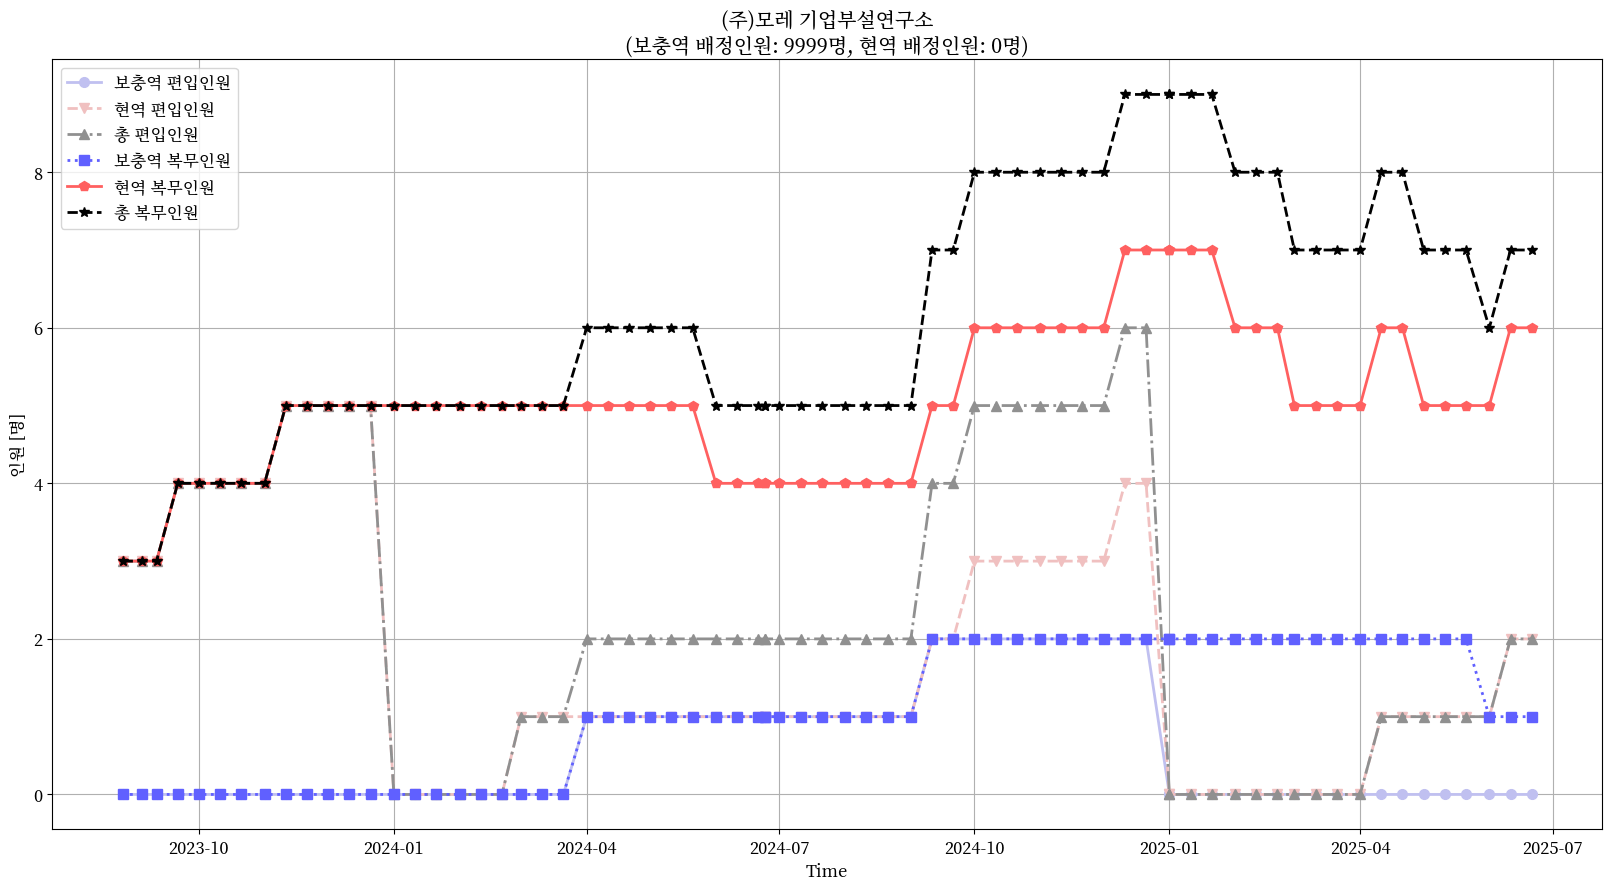 (주)모레 기업부설연구소
(보충역 배정인원: 9999명, 현역 배정인원: 0명)
보충역 편입인원
현역 편입인원
총 편입인원
보충역 복무인원
현역 복무인원
총 복무인원
인원 [명]
8
6
4
2
0
2023-10
2024-01
2024-04
2024-07
2024-10
2025-01
2025-04
2025-07
Time